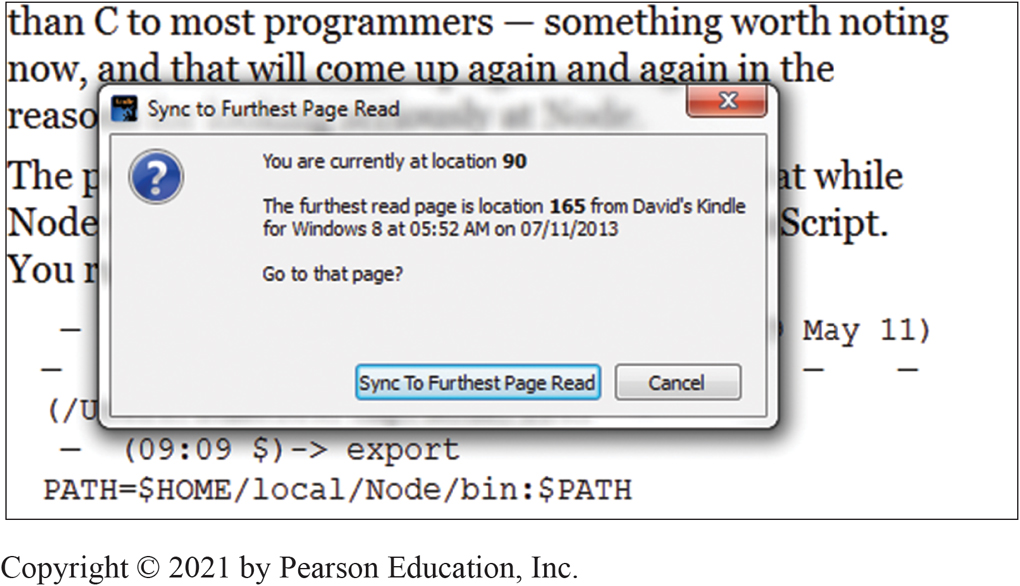 than C to most programmers — something worth noting
now, and that will come up again and again in the
reaso
Sync to Furthest Page Read
You are currently at location 90
The furthest read page is location 165 from David's Kindle
for Windows 8 at 05:52 AM on 07/11/2013
Go to that page?
Sync To Furthest Page Read Cancel
The p at while
Node Script.
You r
— May 11)
— — —
(/U
— (09:09 $)-> export
PATH=$HOME/local/Node/bin:$PATH
Copyright © 2021 by Pearson Education, Inc.